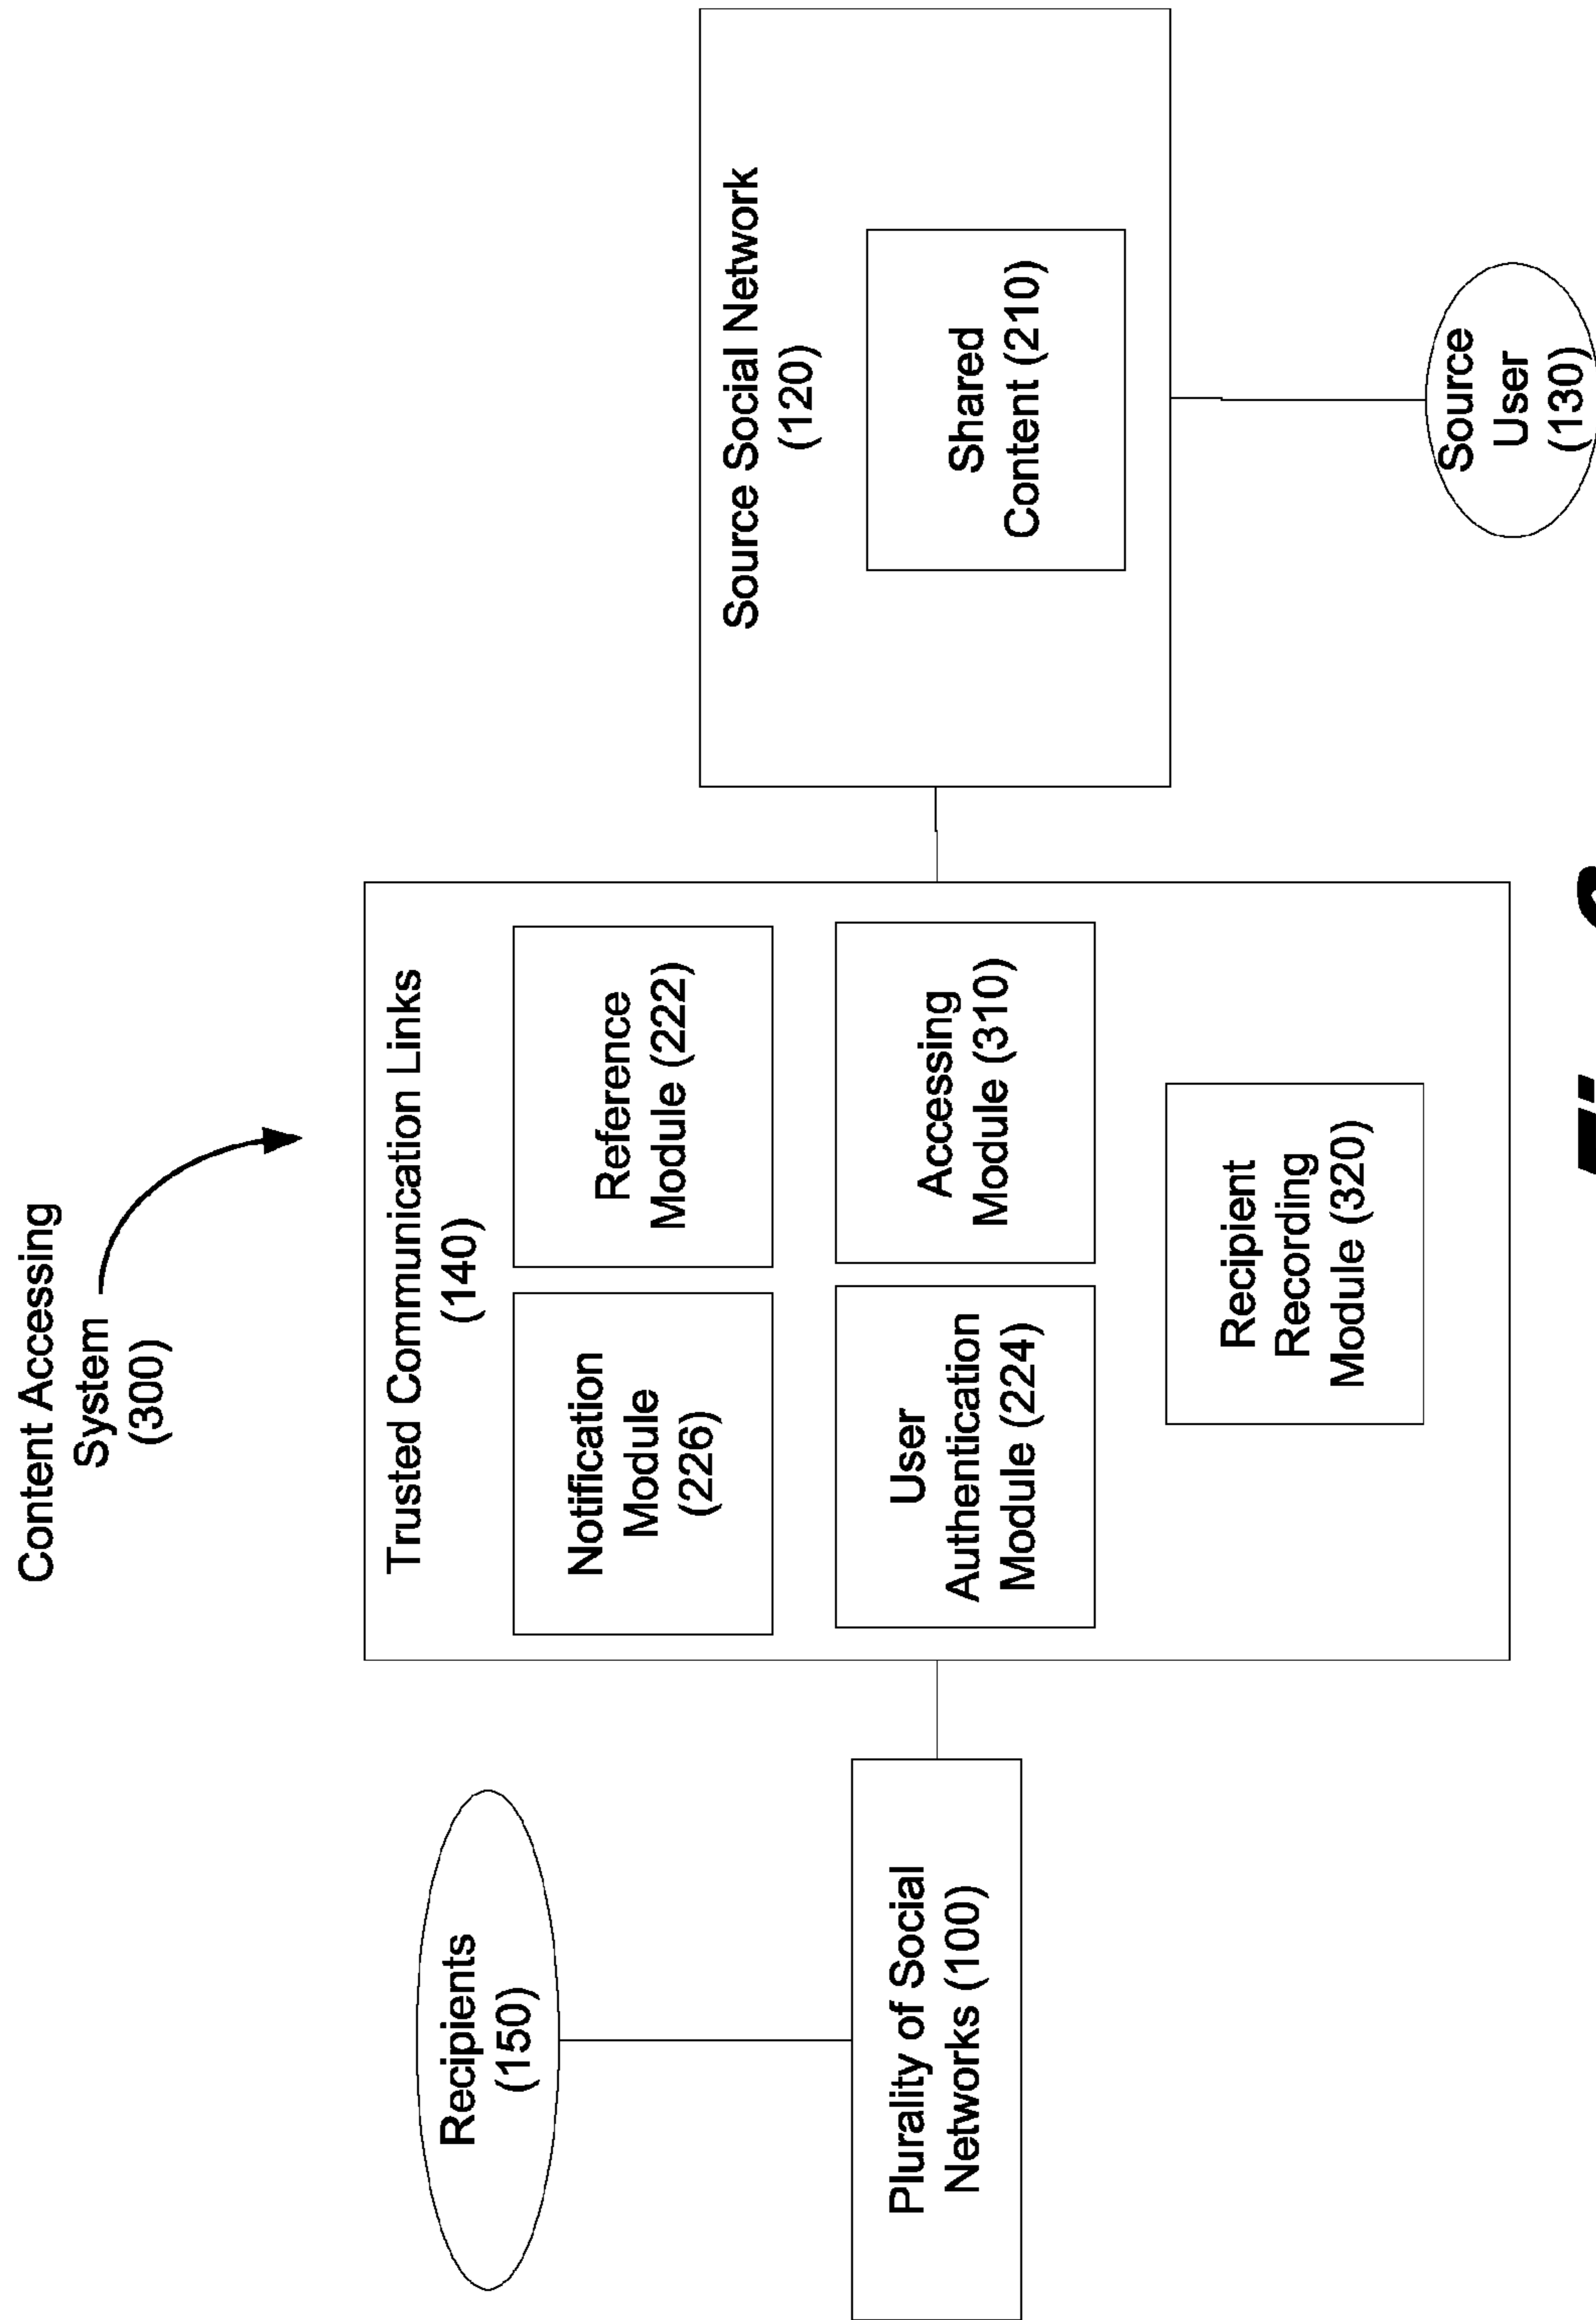 Content Accessing
System
(300)
Recipients
(150)
Plurality of Social
Networks (100)
Trusted Communication Links
(140)
Notification
Module
(226)
Reference
Module (222)
User
Authentication
Module (224)
Accessing
Module (310)
Recipient
Recording
Module (320)
Source Social Network
(120)
Shared
Content (210)
Source
User
(130)